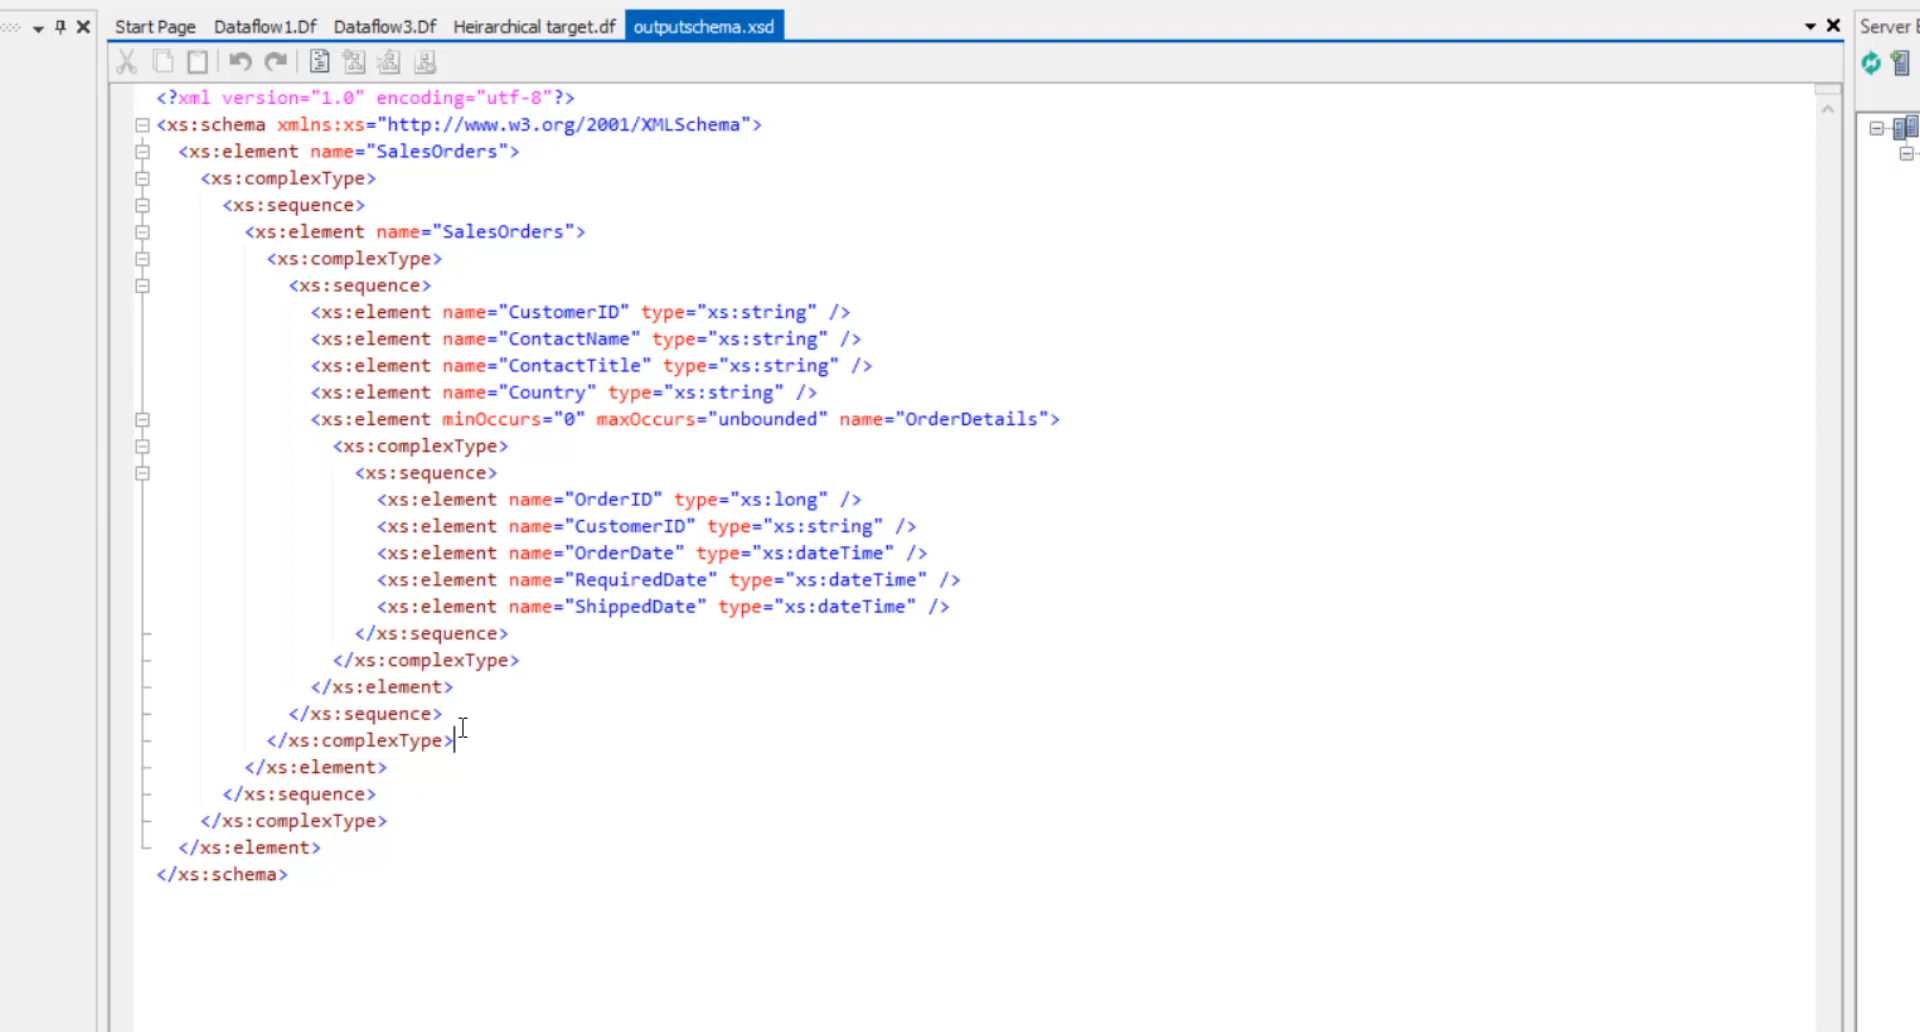 Start Page Dataflow1.Df Dataflow3.Df Heirarchical target.df outputschema.xsd
Server E
<?xml version="1.0" encoding="utf-8"?>
<xs:schema xmlns:xs="http://www.w3.org/2001/XMLSchema">
<xs:element name="SalesOrders">
<xs:complexType>
<xs:sequence>
<xs:element name="SalesOrders">
<xs:complexType>
<xs:sequence>
<xs:element name="CustomerID" type="xs:string" />
<xs:element name="ContactName" type="xs:string" />
<xs:element name="ContactTitle" type="xs:string" />
<xs:element name="Country" type="xs:string" />
<xs:element minOccurs="0" maxOccurs="unbounded" name="OrderDetails">
<xs:complexType>
<xs:sequence>
<xs:element name="OrderID" type="xs:long" />
<xs:element name="CustomerID" type="xs:string" />
<xs:element name="OrderDate" type="xs:dateTime" />
<xs:element name="RequiredDate" type="xs:dateTime" />
<xs:element name="ShippedDate" type="xs:dateTime" />
</xs:sequence>
</xs:complexType>
</xs:element>
</xs:sequence>
</xs:complexType>
</xs:element>
</xs:sequence>
</xs:complexType>
</xs:element>
</xs:schema>